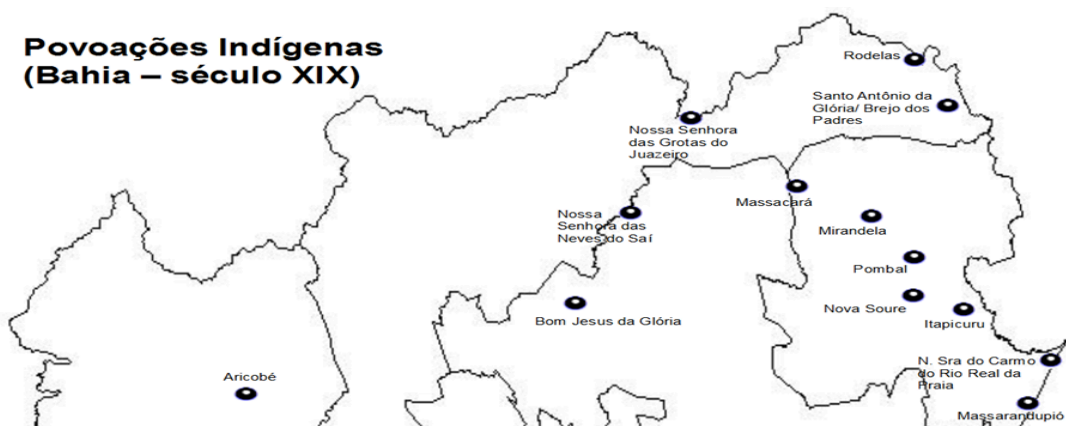 Povoações Indígenas
(Bahia – século XIX)
Rodelas
Santo Antônio da
Glória/ Brejo dos
Padres
Nossa Senhora
das Grotas do
Juazeiro
Massacará
Nossa
Senhora das
Neves do Saí
Mirandela
Pombal
Bom Jesus da Glória
Nova Soure
Itapicuru
N. Sra do Carmo
do Rio Real da
Praia
Aricobé
Massarandupió